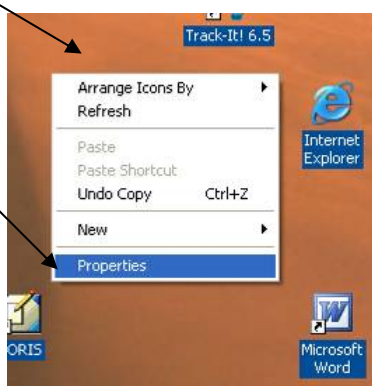 Track-It! 6.5
Arrange Icons By
Refresh
Paste
Paste Shortcut
Undo Copy Ctrl+Z
New
Properties
Internet
Explorer
ORIS
Microsoft
Word